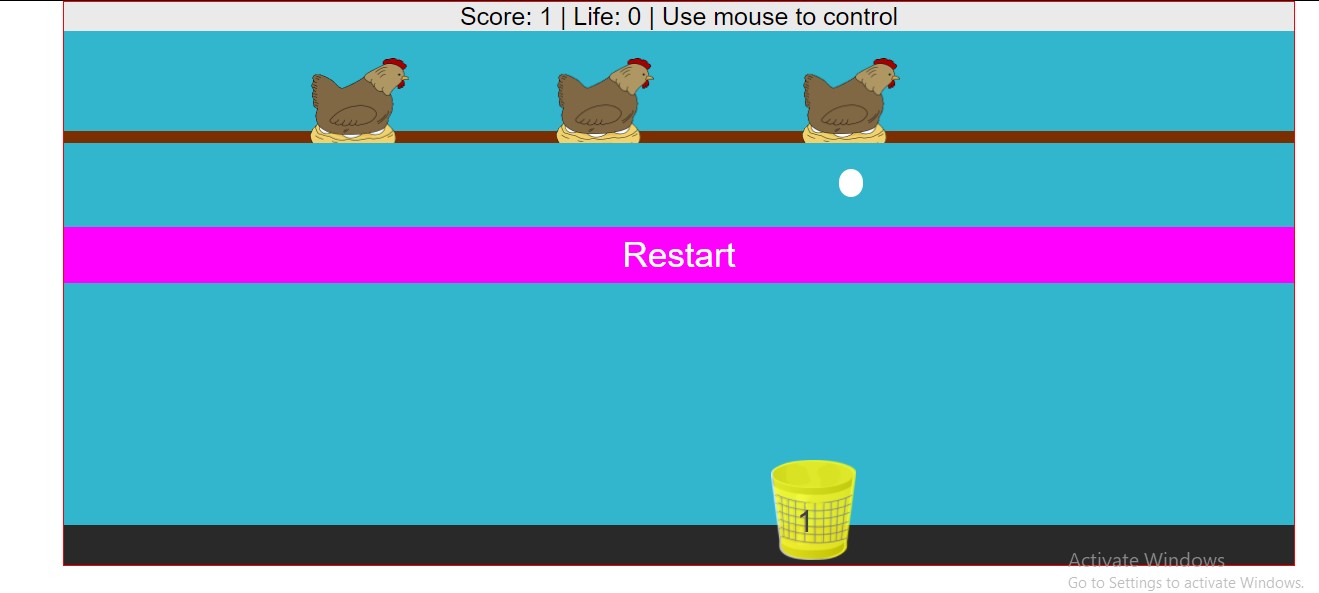 Score: 1 | Life: 0 | Use mouse to control
Restart
1
Activate Windows
Go to Settings to activate Windows.